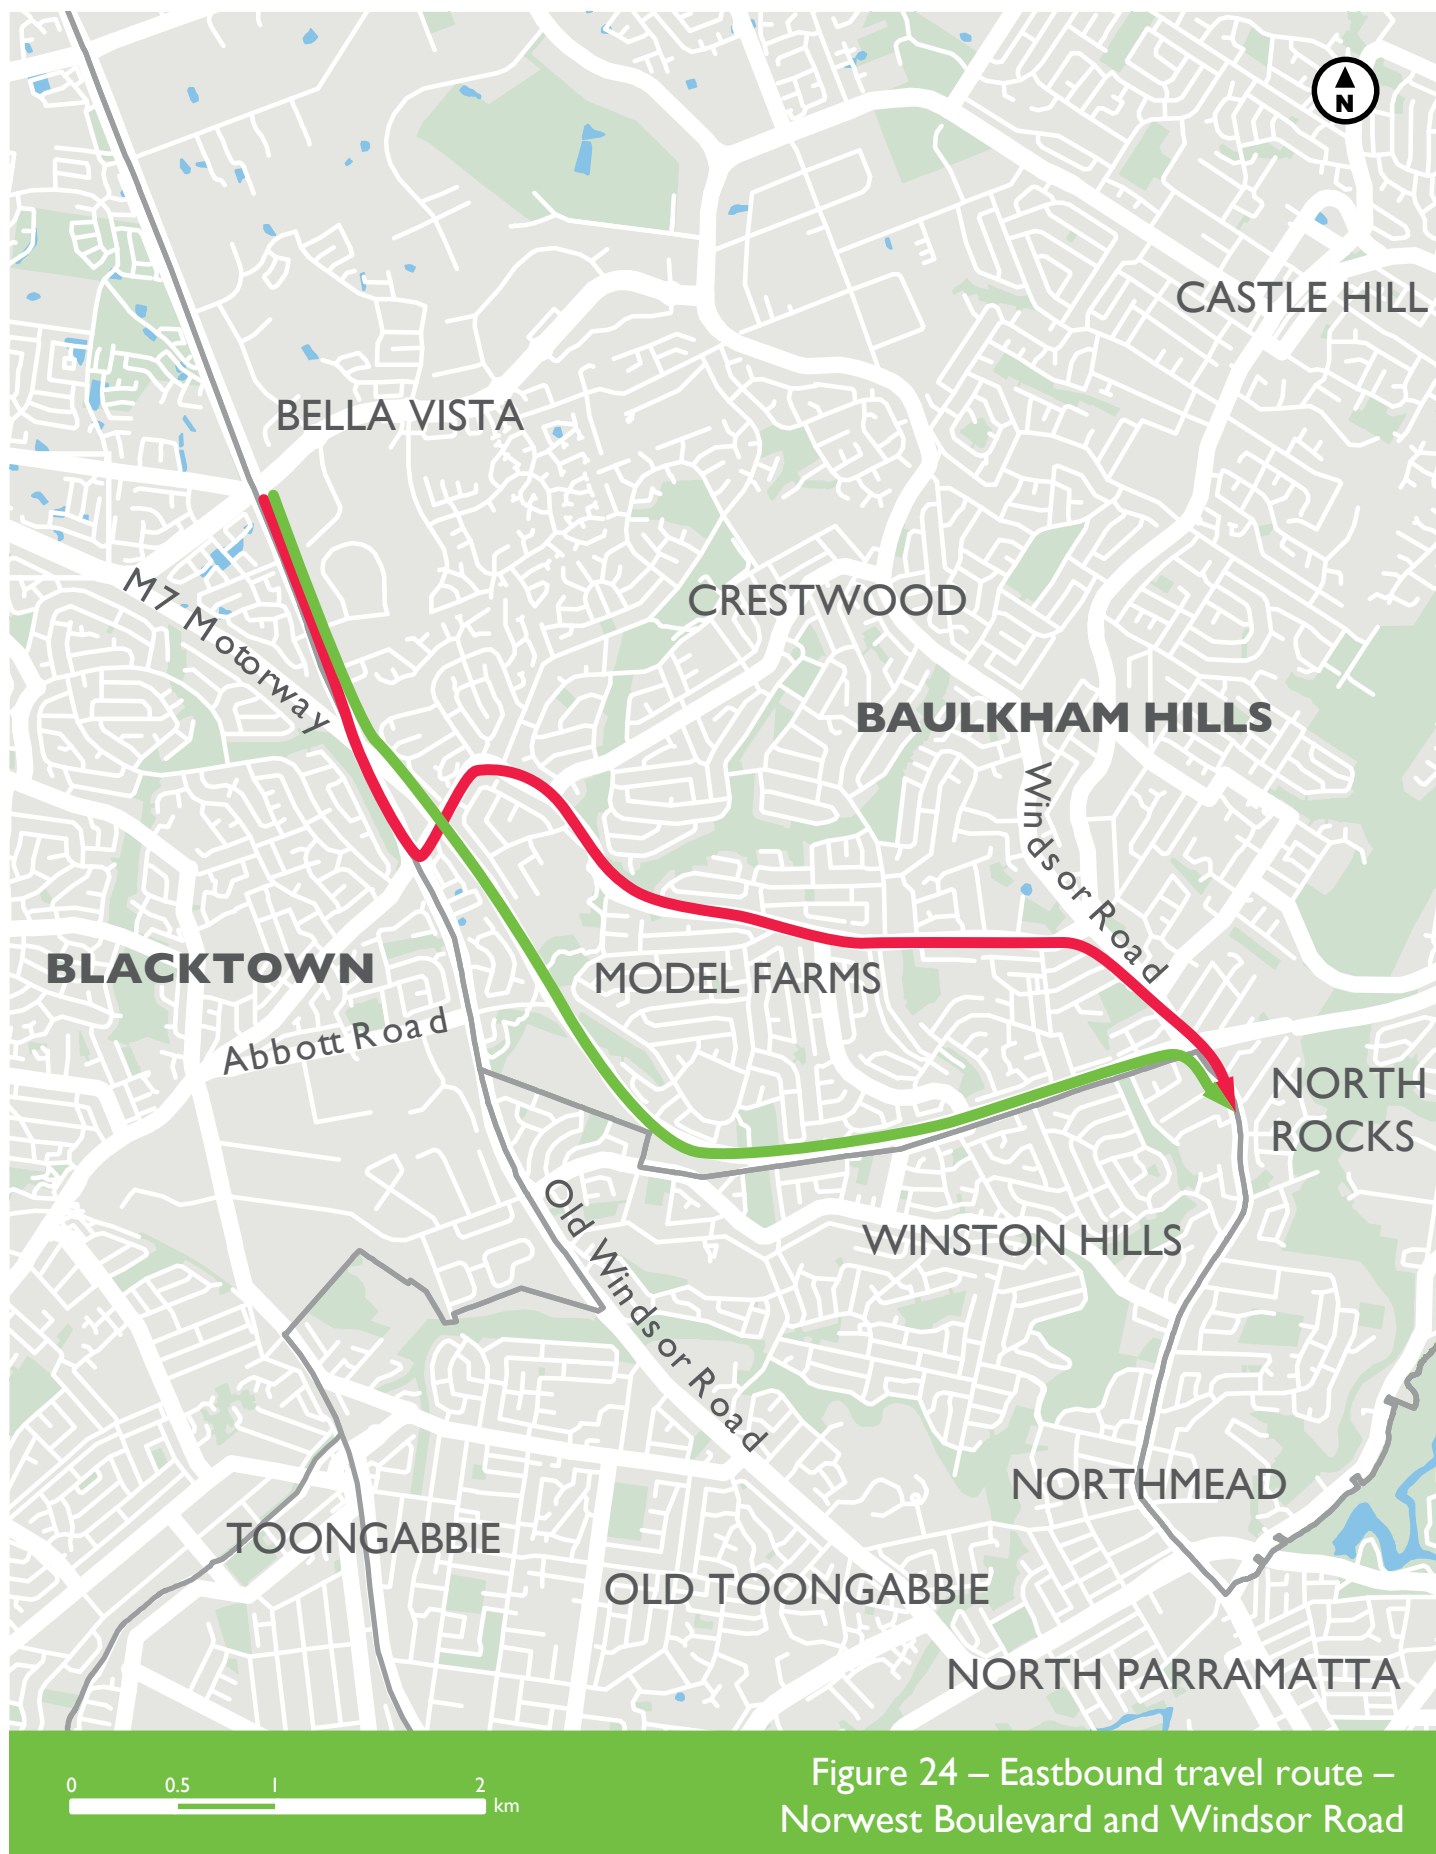 N
CASTLE HILL
BELLA VISTA
M7 Motorway
CRESTWOOD
BAULKHAM HILLS
Windsor Road
BLACKTOWN
MODEL FARMS
Abbott Road
NORTH
ROCKS
Old Windsor Road
WINSTON HILLS
NORTHMEAD
TOONGABBIE
OLD TOONGABBIE
NORTH PARRAMATTA
0 0.5 1 2
km
Figure 24 – Eastbound travel route –
Norwest Boulevard and Windsor Road